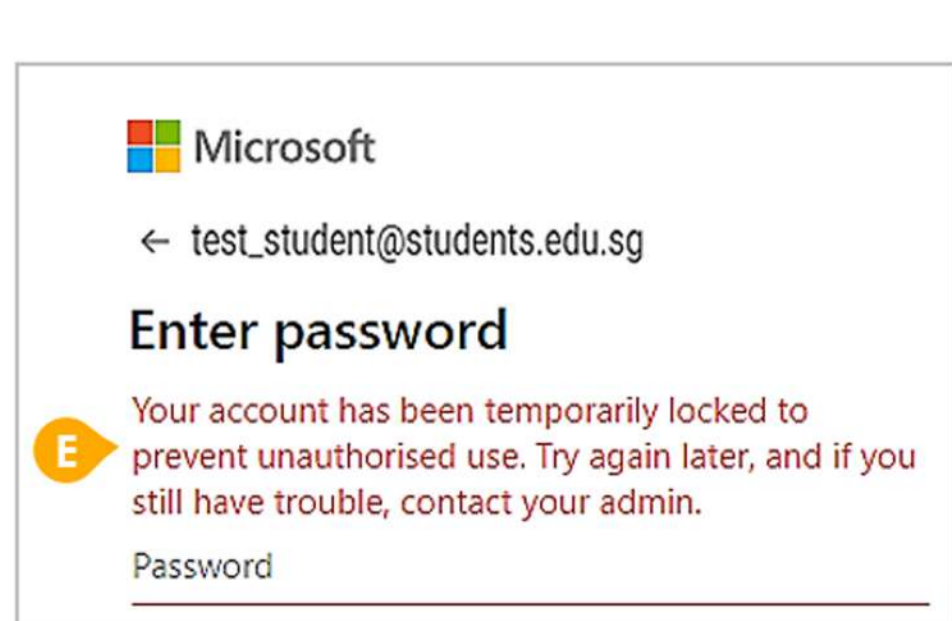 Microsoft
← test_student@students.edu.sg
Enter password
Your account has been temporarily locked to
E
prevent unauthorised use. Try again later, and if you
still have trouble, contact your admin.
Password